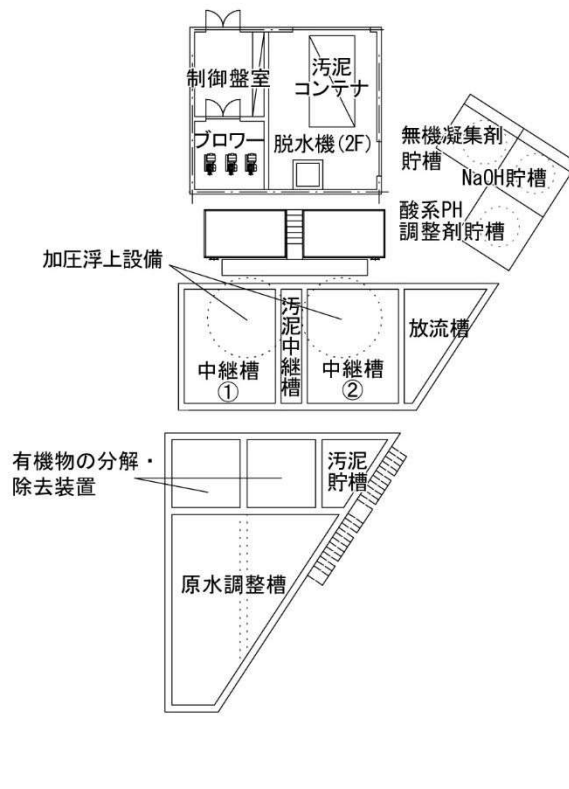 制御盤室
汚泥
コンテナ
ブロワー
脱水機(2F)
無機凝集剤
貯槽
NaOH貯槽
酸系PH
調整剤貯槽
加圧浮上設備
汚泥中継槽
中継槽
①
中継槽
②
放流槽
有機物の分解・
除去装置
汚泥
貯槽
原水調整槽